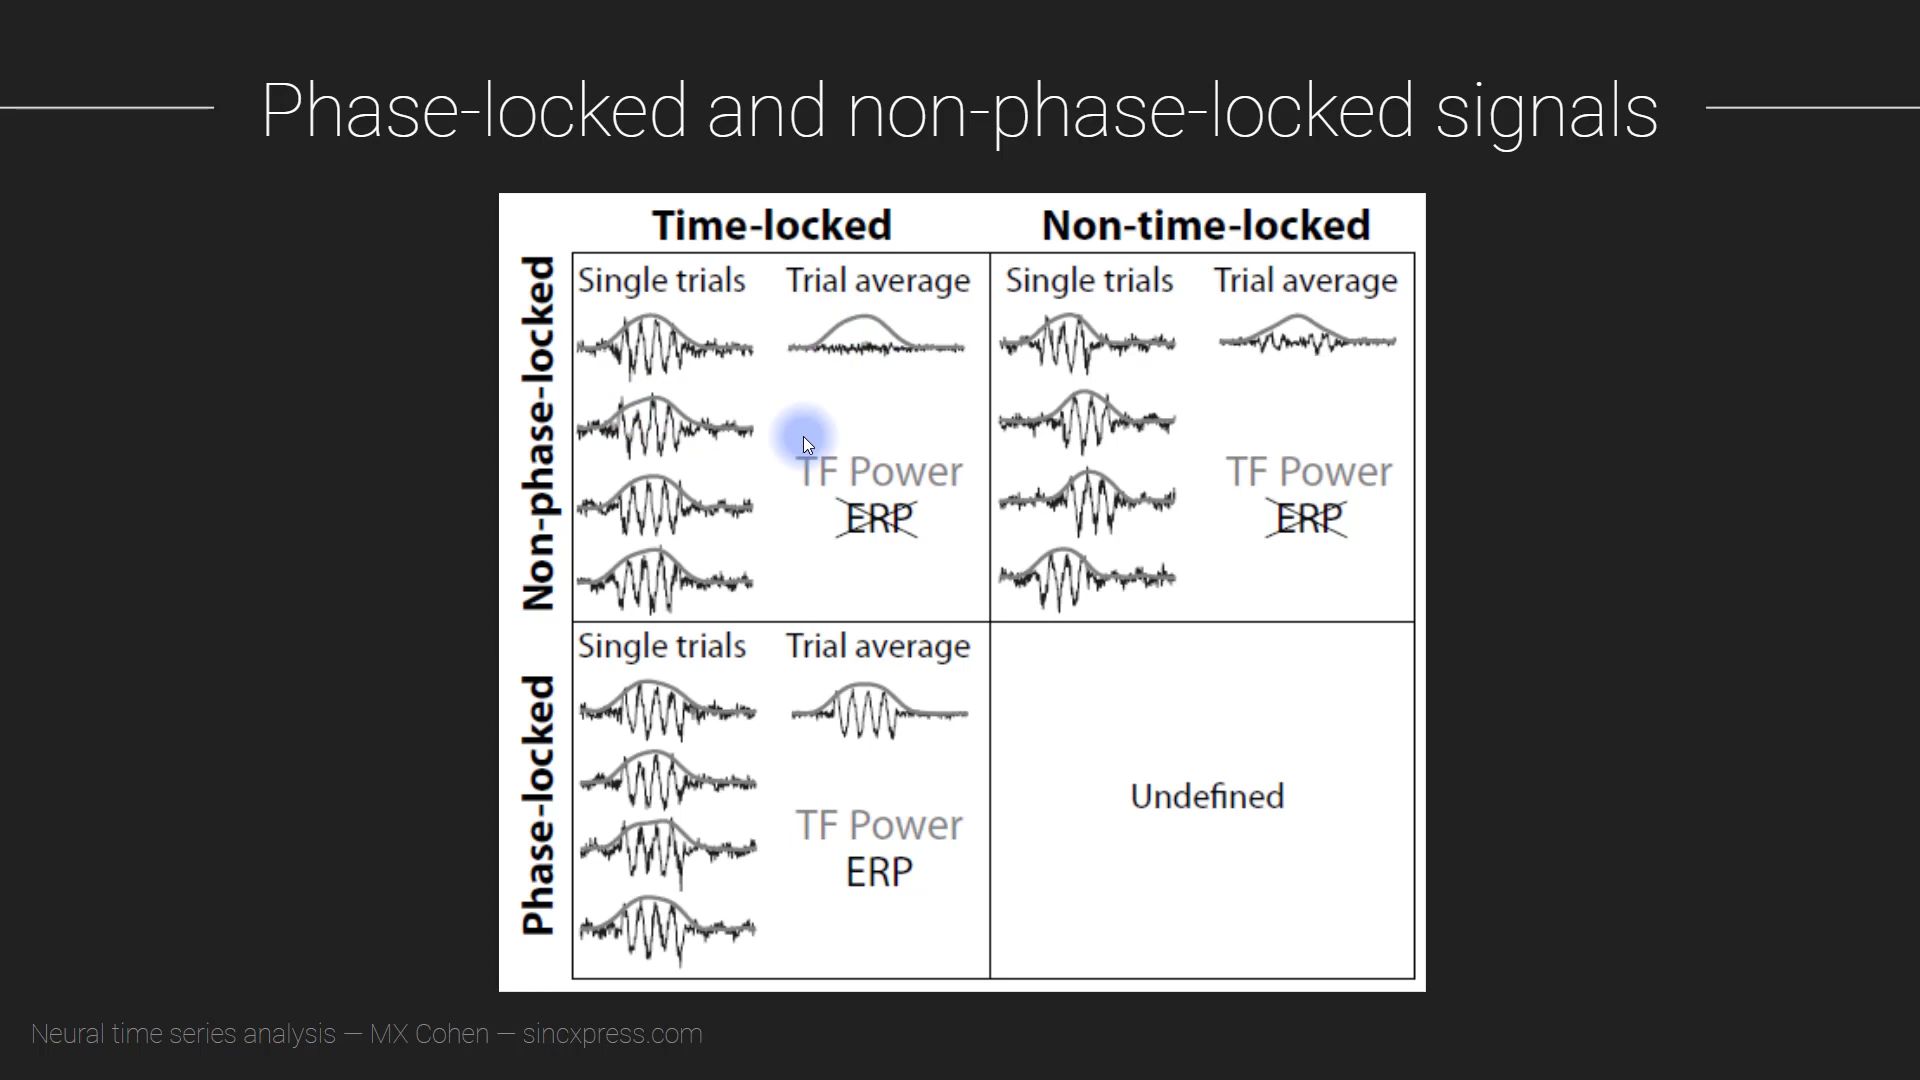 Phase-locked and non-phase-locked signals
Time-locked
Non-time-locked
Non-phase-locked
Single trials
Trial average
TF Power
ERP
Single trials
Trial average
TF Power
ERP
Phase-locked
Single trials
Trial average
TF Power
ERP
Undefined
Neural time series analysis — MX Cohen — sincxpress.com